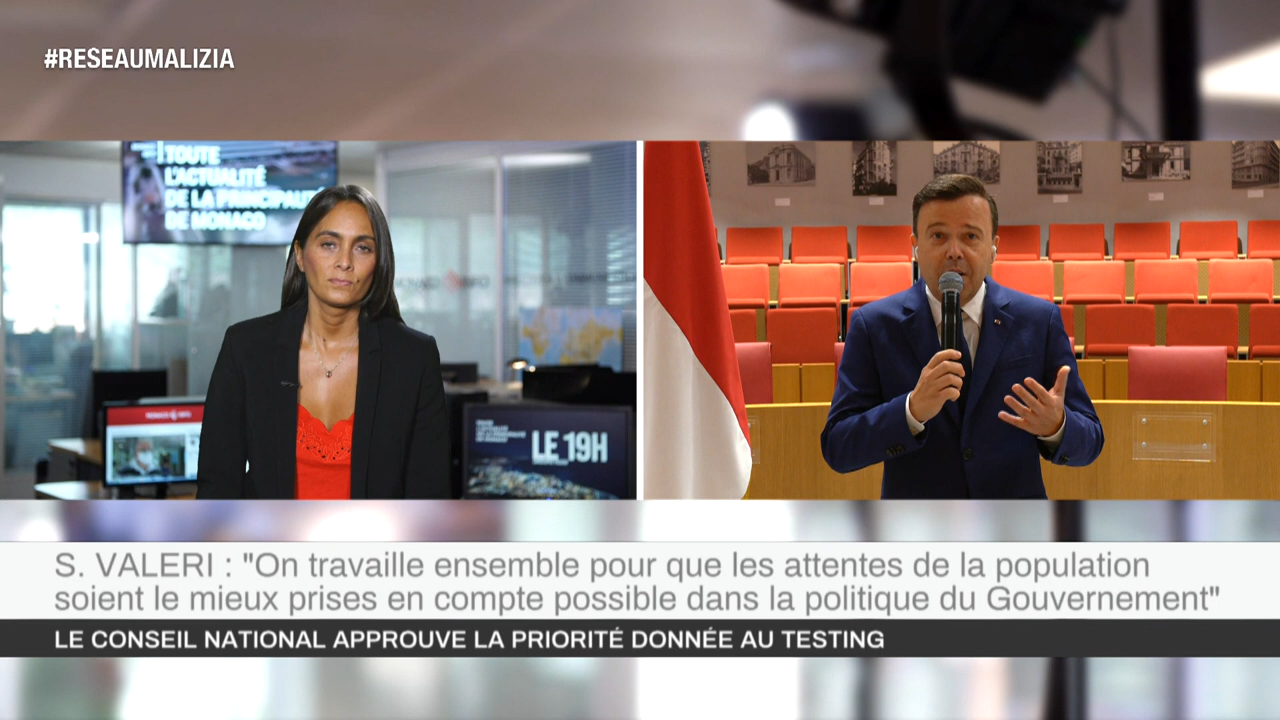 #RESEAUMALIZIA
TOUTE
L'ACTUALITÉ
DE LA PRINCIPAUTÉ
DE MONACO
LE 19H
S. VALERI : "On travaille ensemble pour que les attentes de la population
soient le mieux prises en compte possible dans la politique du Gouvernement"
LE CONSEIL NATIONAL APPROUVE LA PRIORITÉ DONNÉE AU TESTING